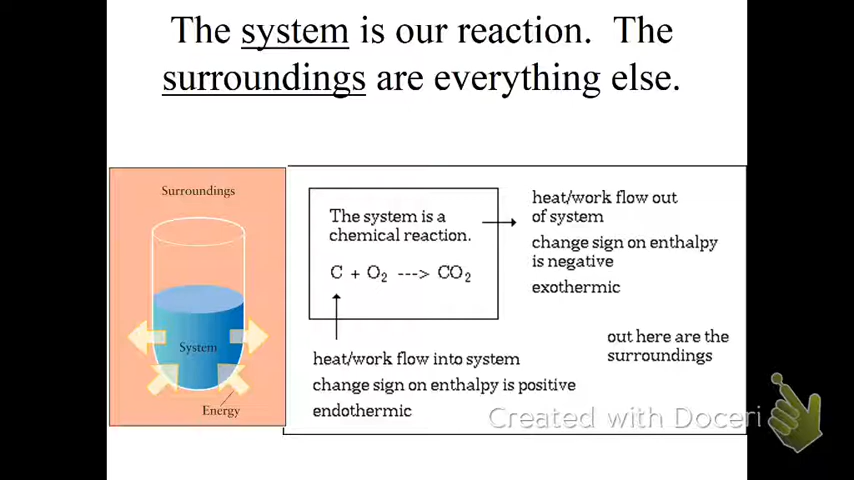 The system is our reaction. The
surroundings are everything else.
Surroundings
System
Energy
The system is a
chemical reaction.
C + O₂ ---> CO₂
heat/work flow out
of system
change sign on enthalpy
is negative
exothermic
out here are the
surroundings
heat/work flow into system
change sign on enthalpy is positive
endothermic
Created with Doceri